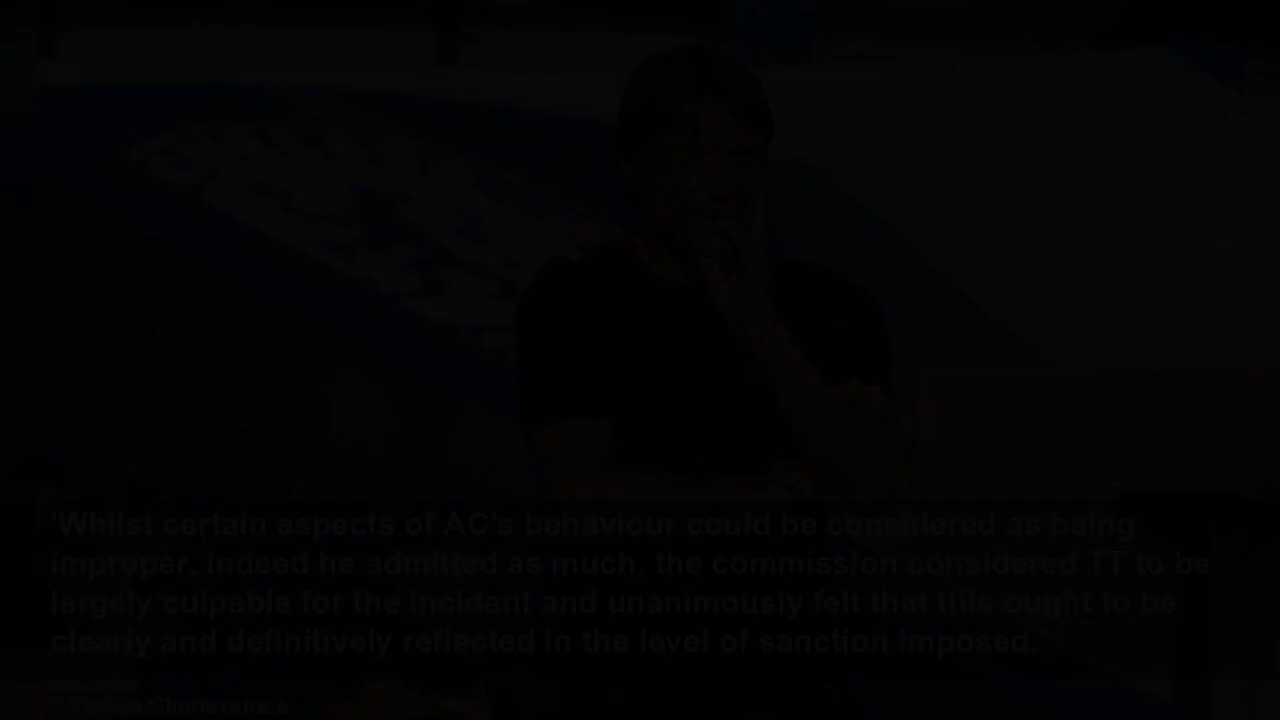 'Whilst certain aspects of AC's behaviour could be considered as being
improper, indeed he admitted as much, the commission considered TT to be
largely culpable for the incident and unanimously felt that this ought to be
clearly and definitively reflected in the level of sanction imposed.'
Shutterstock